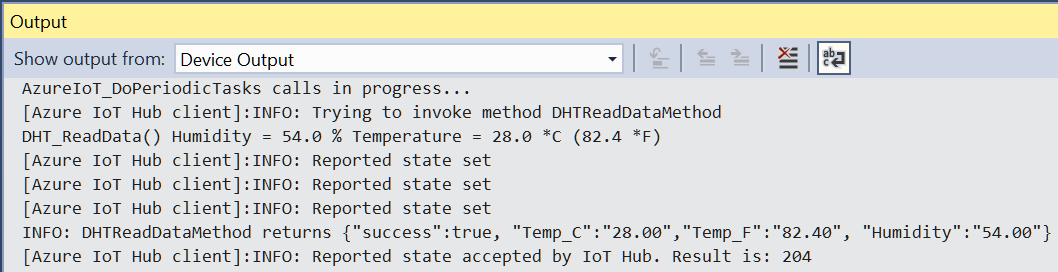 Output
Show output from: Device Output
AzureIoT_DoPeriodicTasks calls in progress...
[Azure IoT Hub client]:INFO: Trying to invoke method DHTReadDataMethod
DHT_ReadData() Humidity = 54.0 % Temperature = 28.0 *C (82.4 *F)
[Azure IoT Hub client]:INFO: Reported state set
[Azure IoT Hub client]:INFO: Reported state set
[Azure IoT Hub client]:INFO: Reported state set
INFO: DHTReadDataMethod returns {"success":true, "Temp_C":"28.00","Temp_F":"82.40", "Humidity":"54.00"}
[Azure IoT Hub client]:INFO: Reported state accepted by IoT Hub. Result is: 204